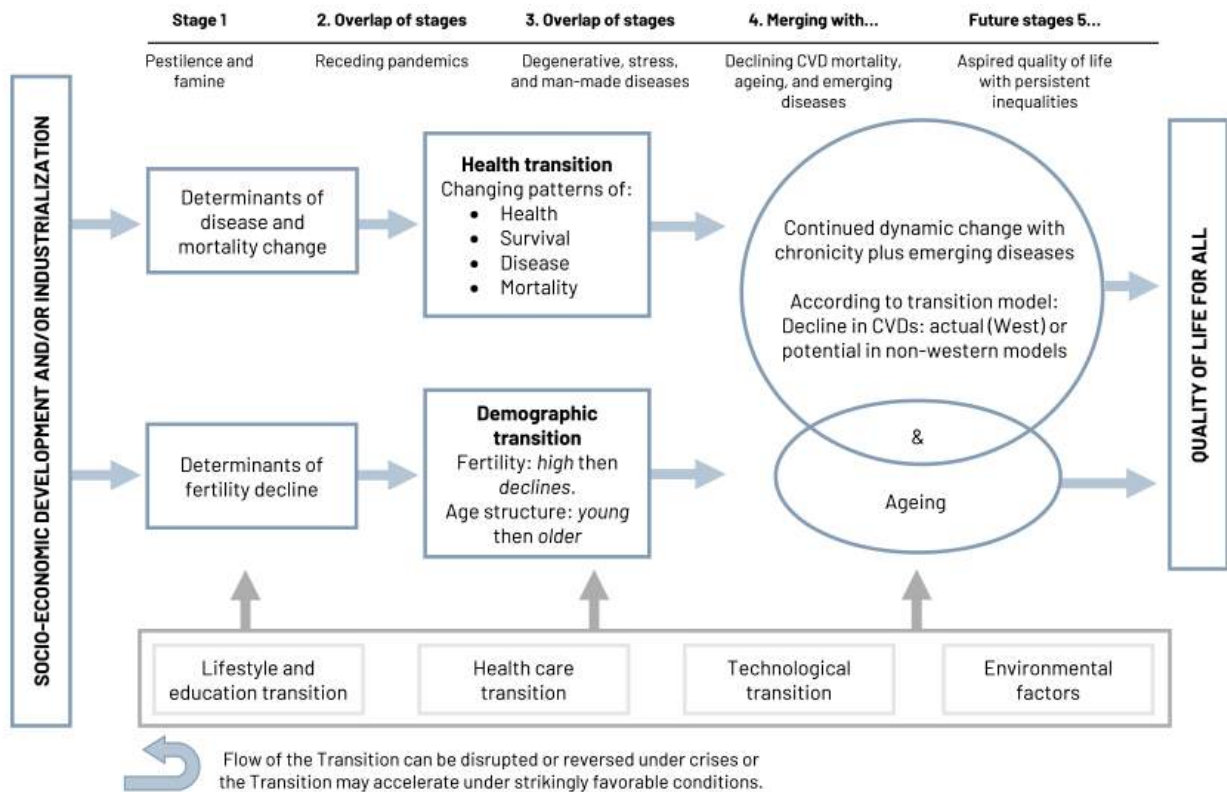 Stage 1
2. Overlap of stages
3. Overlap of stages
4. Merging with...
Future stages 5...
Pestilence and
famine
Receding pandemics
Degenerative, stress,
and man-made diseases
Declining CVD mortality,
ageing, and emerging
diseases
Aspired quality of life
with persistent
inequalities
SOCIO-ECONOMIC DEVELOPMENT AND/OR INDUSTRIALIZATION
Determinants of
disease and
mortality change
Health transition
Changing patterns of:
• Health
• Survival
• Disease
• Mortality
Continued dynamic change with
chronicity plus emerging diseases
According to transition model:
Decline in CVDs: actual (West) or
potential in non-western models
QUALITY OF LIFE FOR ALL
Determinants of
fertility decline
Demographic
transition
Fertility: high then
declines.
Age structure: young
then older
&
Ageing
Lifestyle and
education transition
Health care
transition
Technological
transition
Environmental
factors
Flow of the Transition can be disrupted or reversed under crises or
the Transition may accelerate under strikingly favorable conditions.